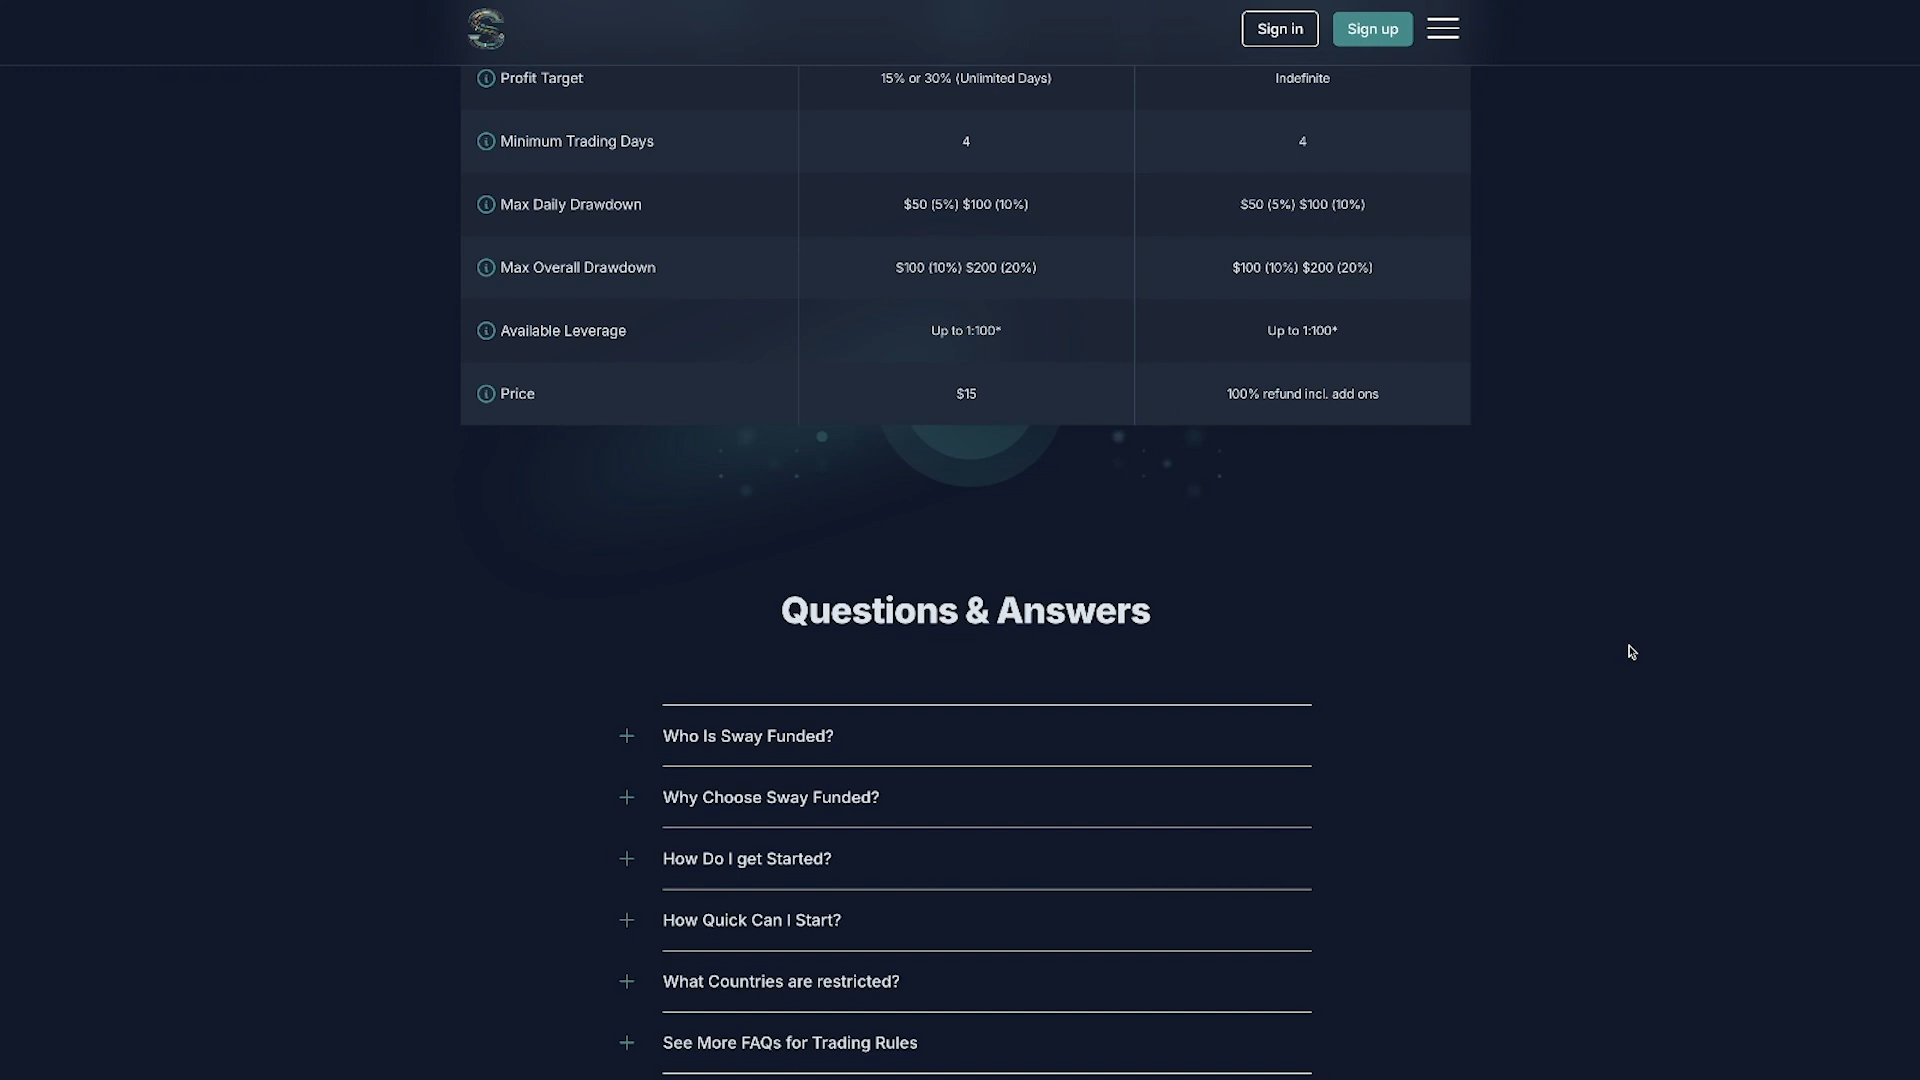 Sign in
Sign up
Profit Target 15% or 30% (Unlimited Days) Indefinite
Minimum Trading Days 4 4
Max Daily Drawdown $50 (5%) $100 (10%) $50 (5%) $100 (10%)
Max Overall Drawdown $100 (10%) $200 (20%) $100 (10%) $200 (20%)
Available Leverage Up to 1:100* Up to 1:100*
Price $15 100% refund incl. add ons
Questions & Answers
Who Is Sway Funded?
Why Choose Sway Funded?
How Do I get Started?
How Quick Can I Start?
What Countries are restricted?
See More FAQs for Trading Rules